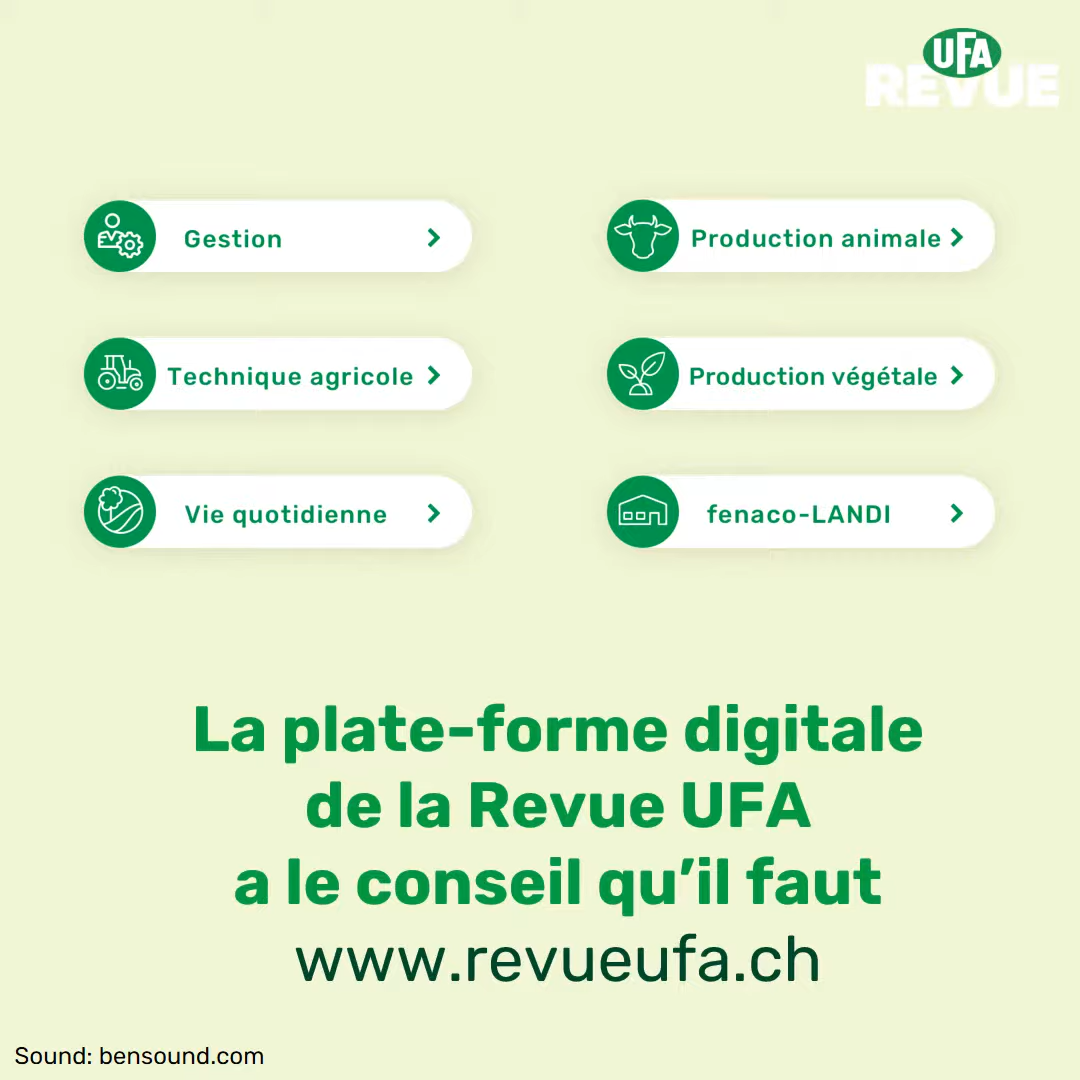 UFA
REVUE
Gestion
Production animale
Technique agricole
Production végétale
Vie quotidienne
fenaco-LANDI
La plate-forme digitale
de la Revue UFA
a le conseil qu’il faut
www.revueufa.ch
Sound: bensound.com